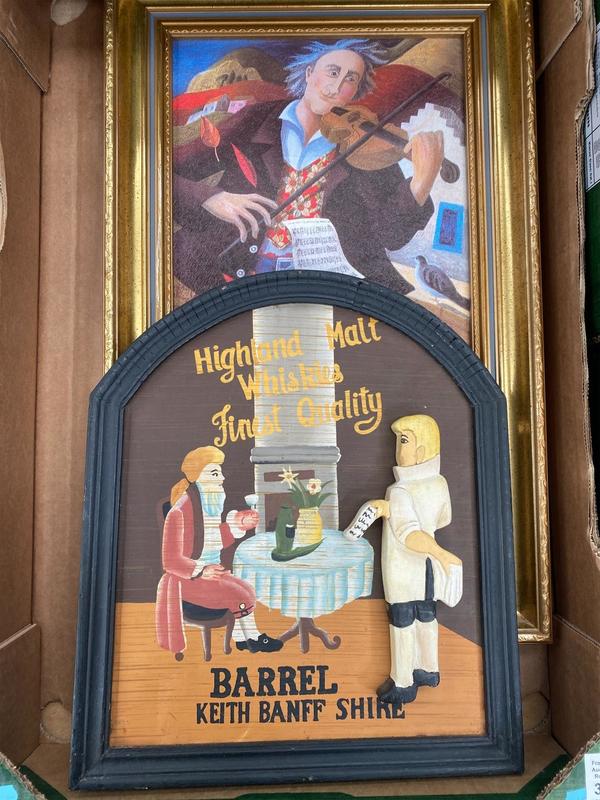 Highland Malt
Whiskies
Finest Quality
BARREL
KEITH BANFF SHIRE